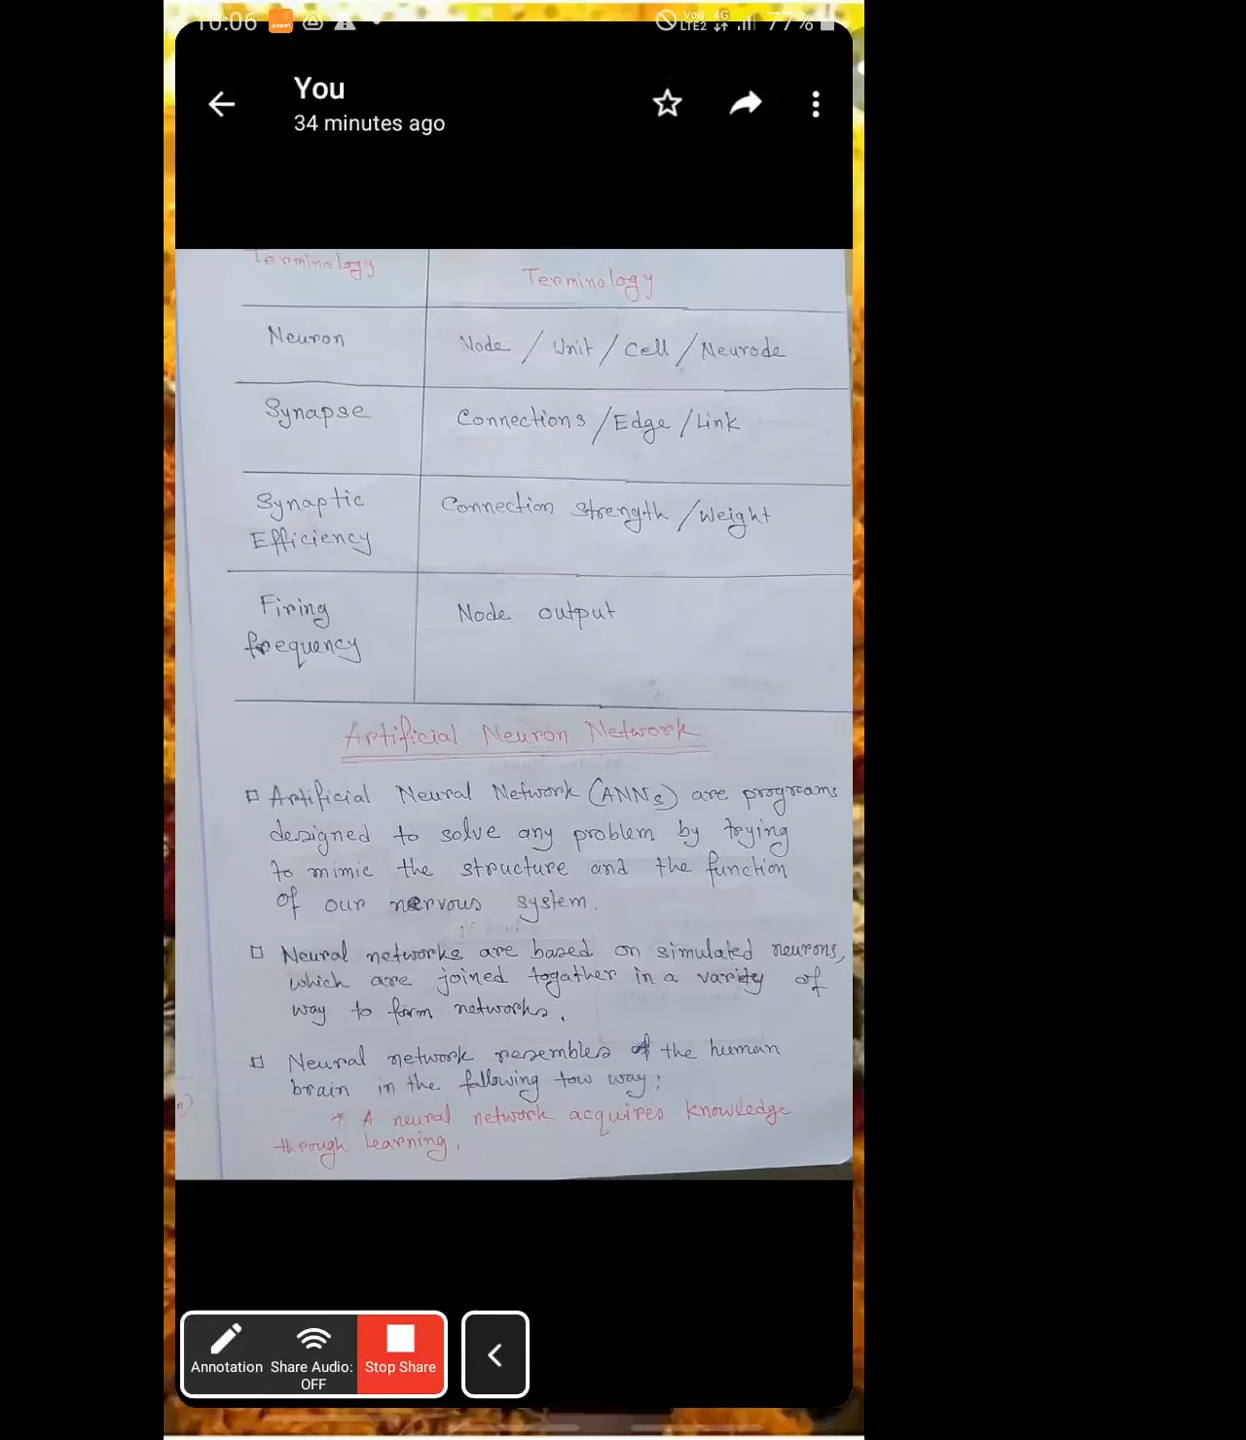 10:06 77%
You
34 minutes ago
Terminology Terminology
Neuron Node / Unit / Cell / Neurode
Synapse Connections / Edge / Link
Synaptic Connection strength / Weight
Efficiency
Firing Node output
frequency
Artificial Neuron Network
Artificial Neural Network (ANNs) are programs
designed to solve any problem by trying
to mimic the structure and the function
of our nervous system.
Neural networks are based on simulated neurons,
which are joined togather in a varity of
way to form networks.
Neural network resembles the human
brain in the fallowing tow way:
* A neural network acquires knowledge
through learning.
Annotation Share Audio: Stop Share
OFF